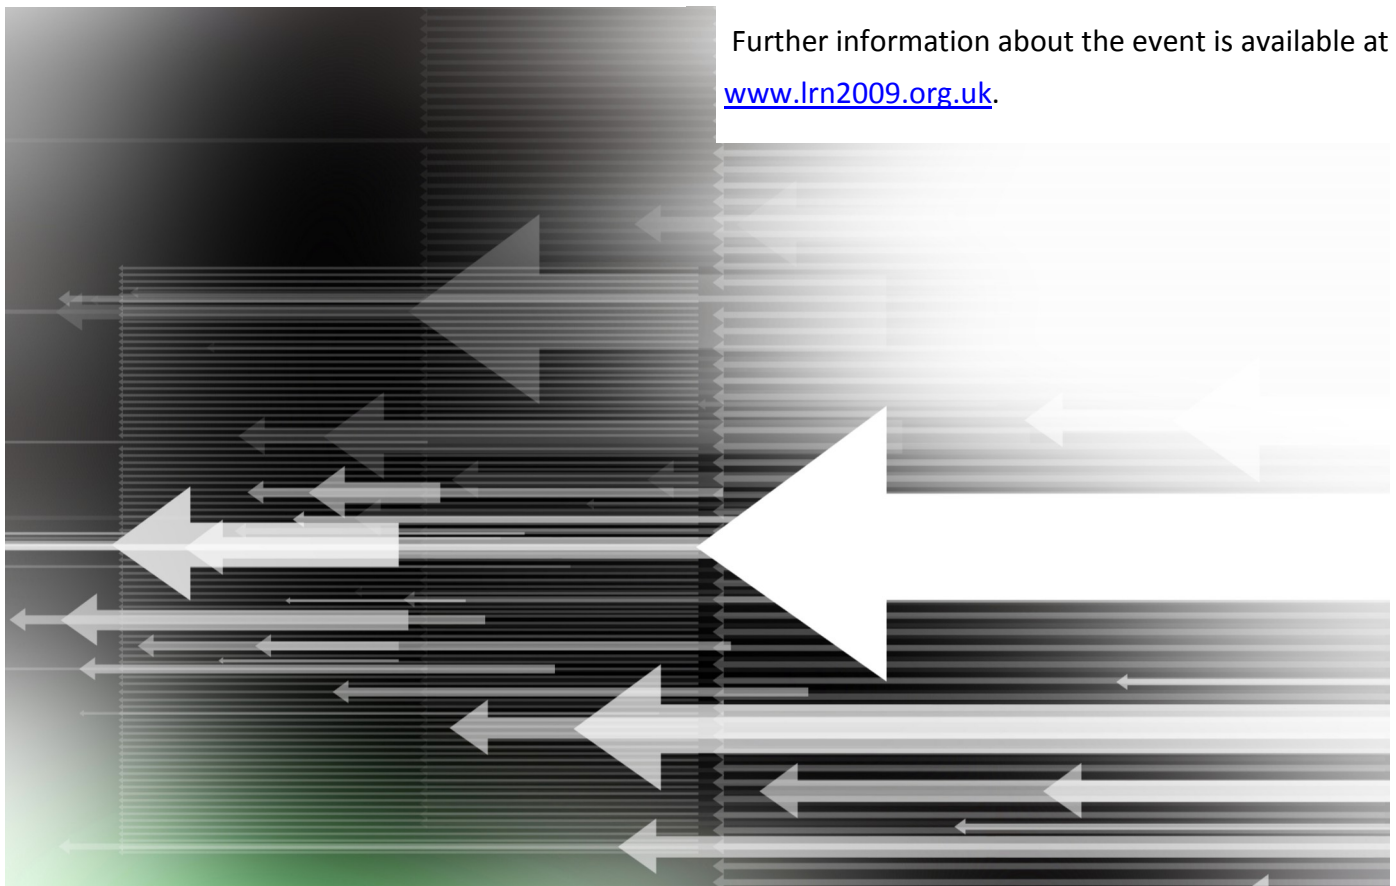 Further information about the event is available at
www.lrn2009.org.uk.